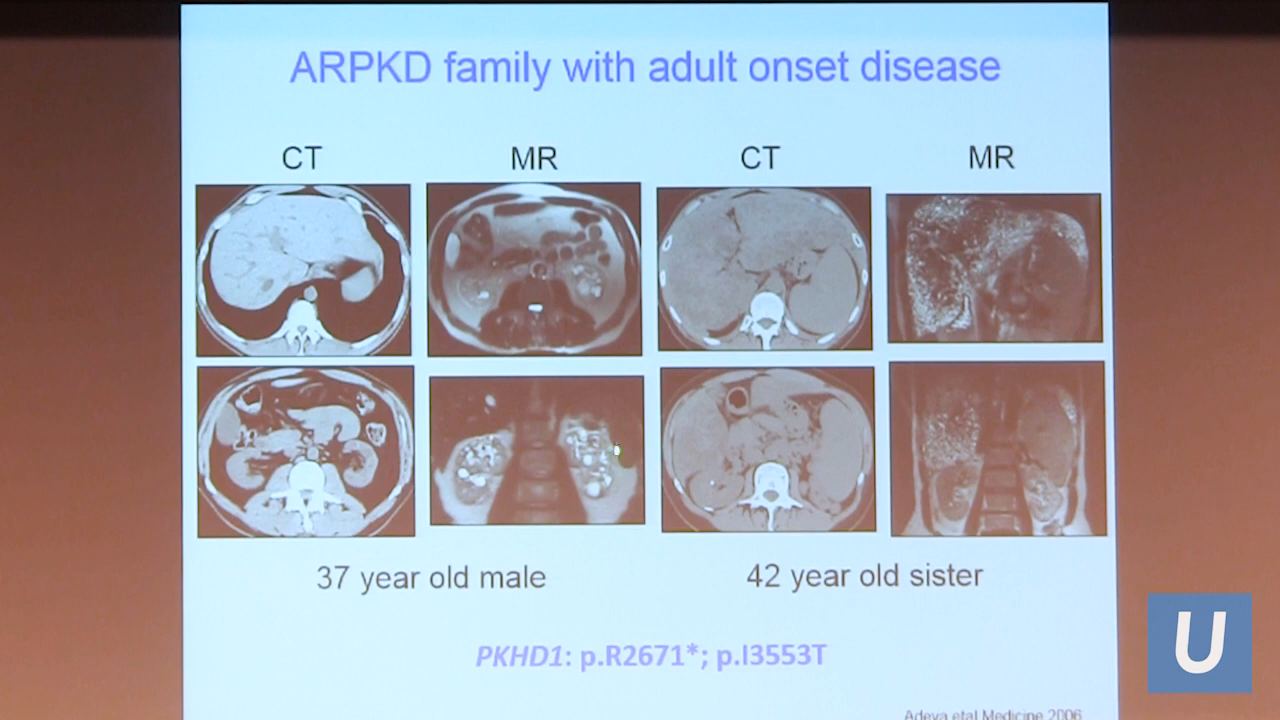 ARPKD family with adult onset disease
CT MR CT MR
37 year old male 42 year old sister
PKHD1: p.R2671*; p.I3553T
Adeva etal Medicine 2006
U